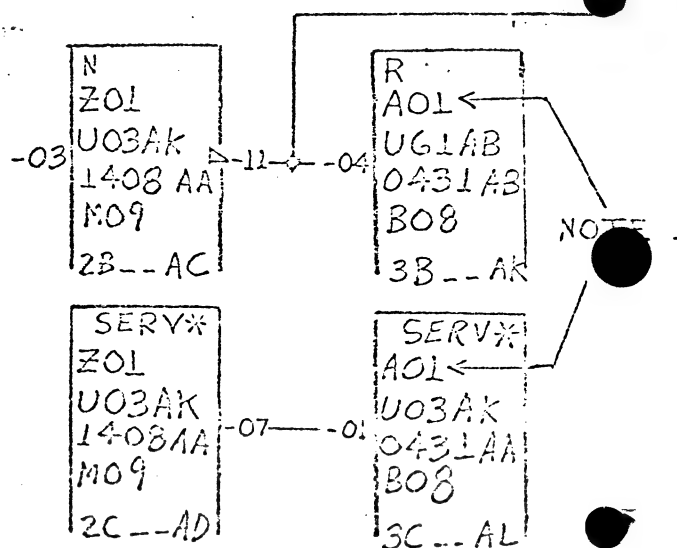 N
Z01
U03AK
-03
1408 AA
M09
2B--AC
-11
-04
R
A01
UG1AB
0431AB
B08
3B--AK
NOTE
SERV*
Z01
U03AK
1408AA
M09
2C--AD
-07
-01
SERV*
A01
U03AK
0431AA
B08
3C--AL